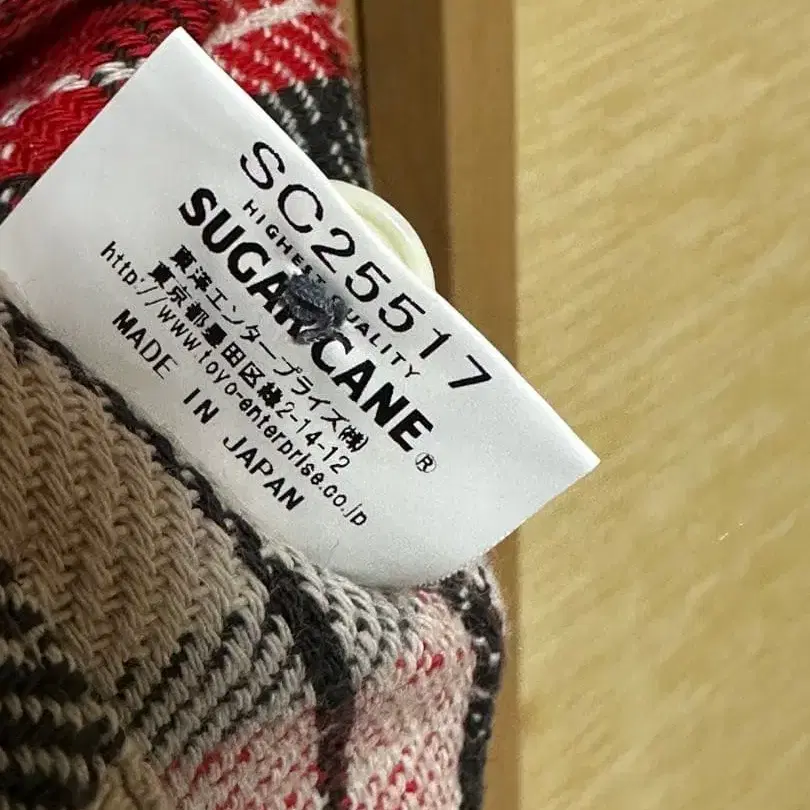 SC25517
HIGHEST QUALITY
SUGAR CANE®
東洋エンタープライズ㈱
東京都墨田区緑2-14-12
http://www.toyo-enterprise.co.jp
MADE IN JAPAN